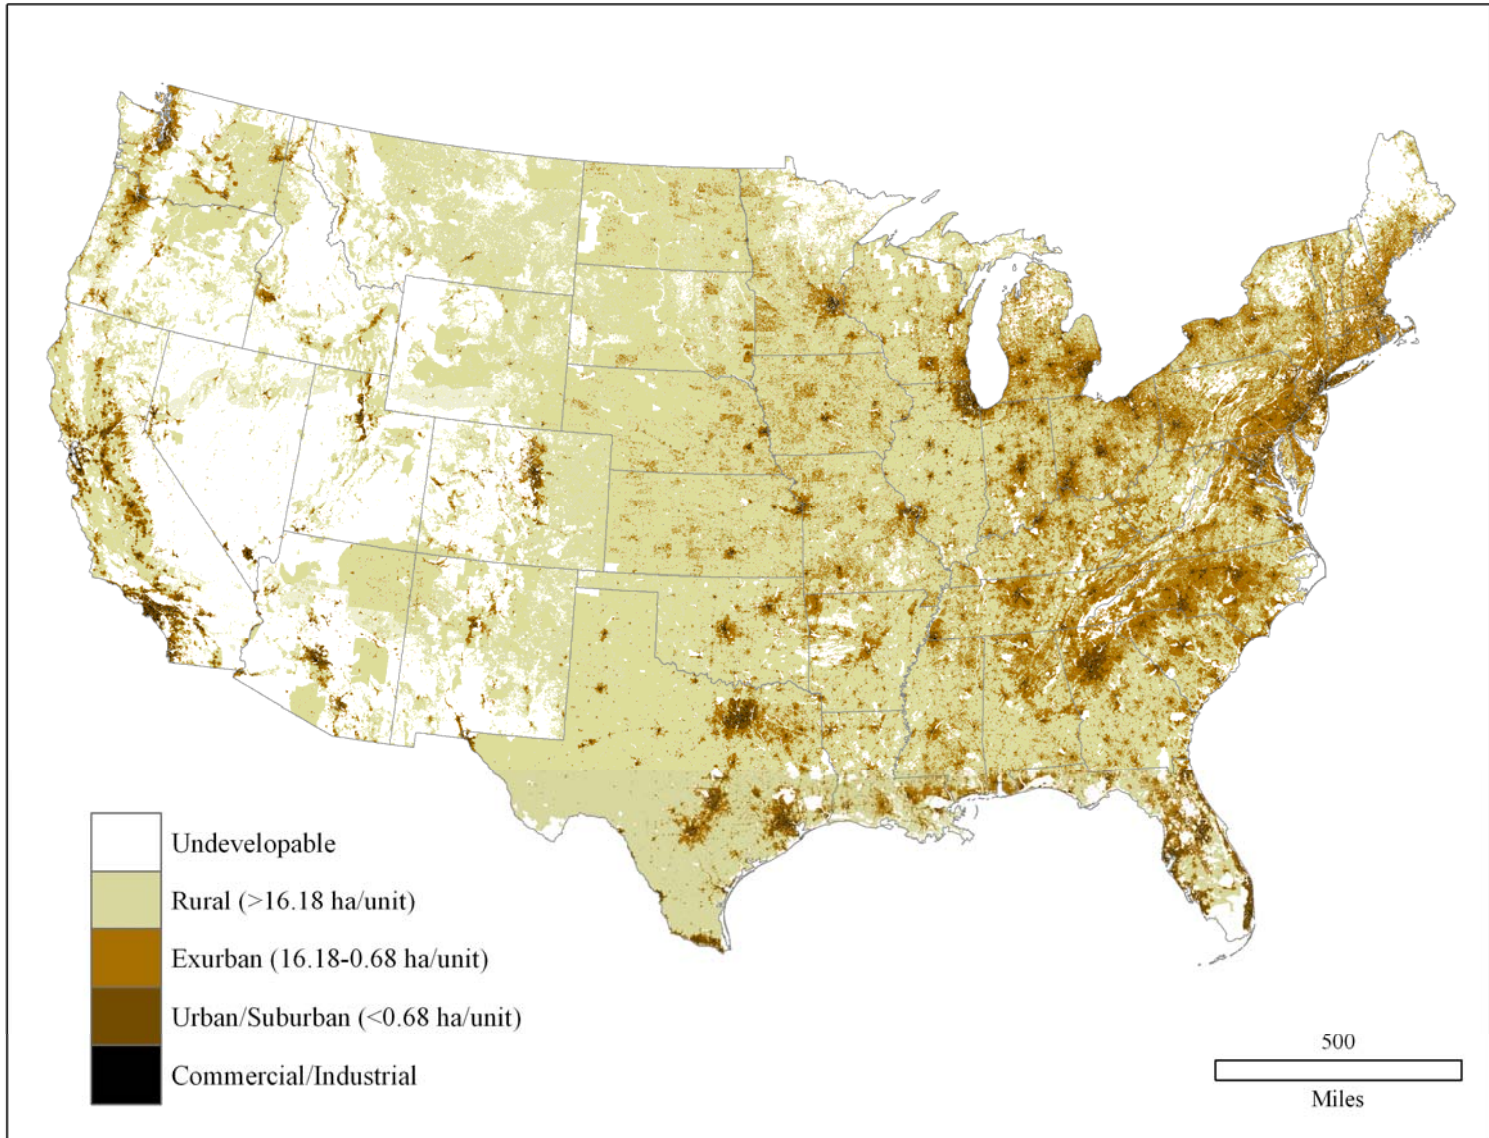 Undevelopable
Rural (>16.18 ha/unit)
Exurban (16.18-0.68 ha/unit)
Urban/Suburban (<0.68 ha/unit)
Commercial/Industrial
500
Miles